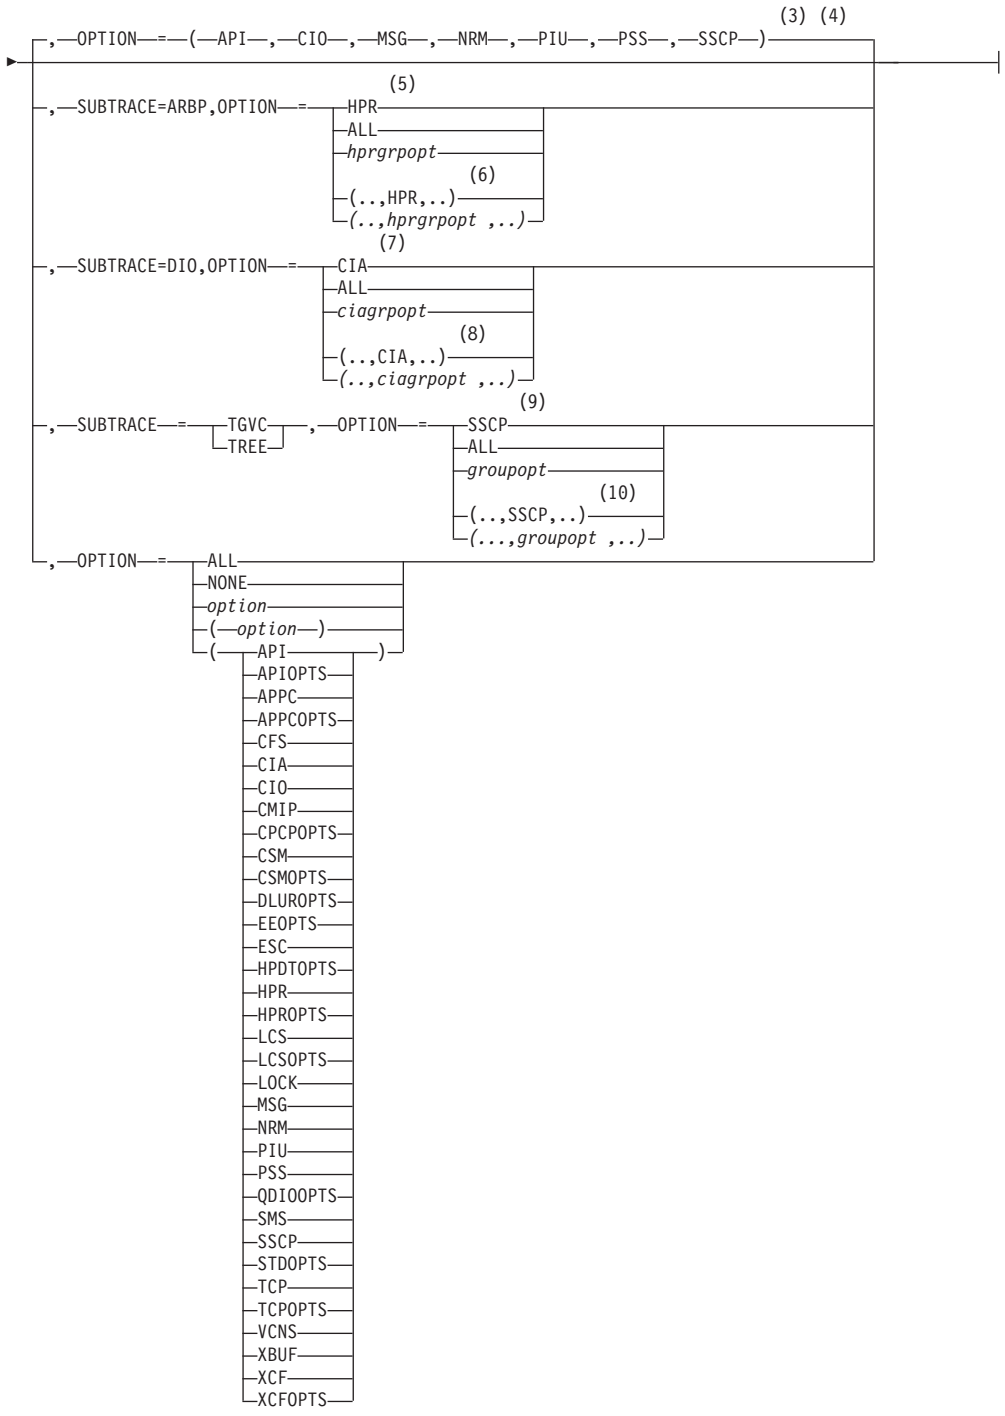 (3) (4)
,—OPTION—=—(—API—,—CIO—,—MSG—,—NRM—,—PIU—,—PSS—,—SSCP—)
(5)
,—SUBTRACE=ARBP,OPTION—=—HPR
ALL
hprgrpopt
(6)
(..,HPR,..)
(..,hprgrpopt ,..)
(7)
,—SUBTRACE=DIO,OPTION—=—CIA
ALL
ciagrpopt
(8)
(..,CIA,..)
(..,ciagrpopt ,..)
(9)
,—SUBTRACE—=—TGVC—,—OPTION—=—SSCP
TREE
ALL
groupopt
(10)
(..,SSCP,..)
(...,groupopt ,..)
,—OPTION—=—ALL
NONE
option
(—option—)
(—API—)
APIOPTS
APPC
APPCOPTS
CFS
CIA
CIO
CMIP
CPCPOPTS
CSM
CSMOPTS
DLUROPTS
EEOPTS
ESC
HPDTOPTS
HPR
HPROPTS
LCS
LCSOPTS
LOCK
MSG
NRM
PIU
PSS
QDIOOPTS
SMS
SSCP
STDOPTS
TCP
TCPOPTS
VCNS
XBUF
XCF
XCFOPTS